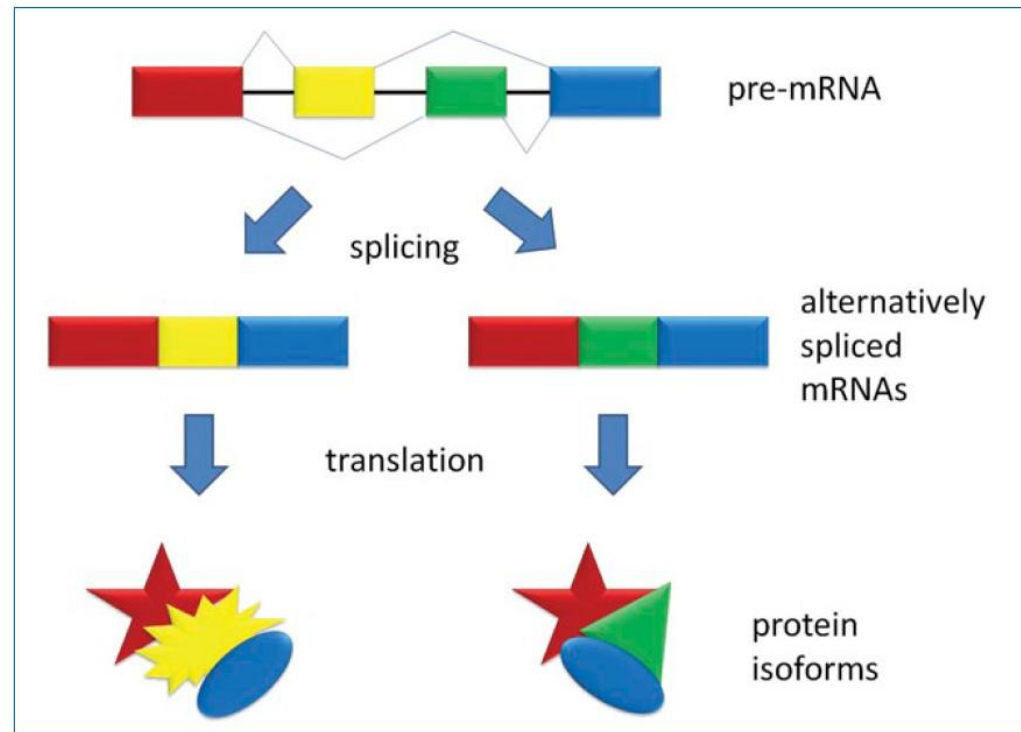 pre-mRNA
splicing
alternatively
spliced
mRNAs
translation
protein
isoforms